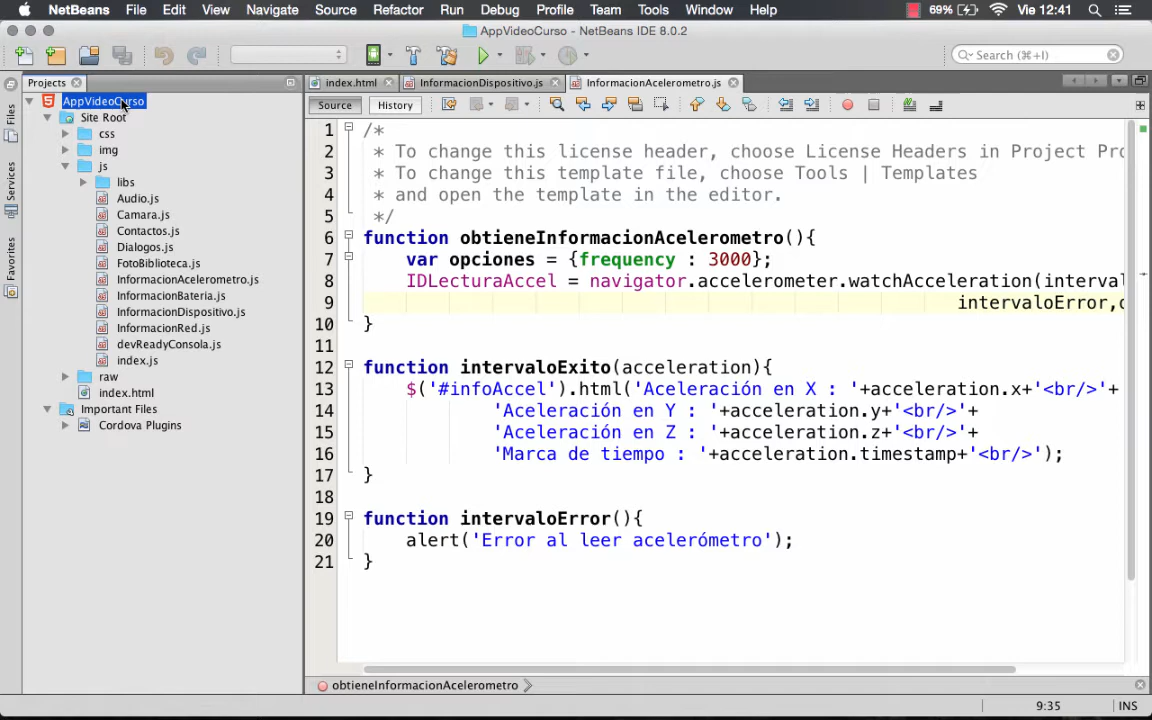 NetBeans File Edit View Navigate Source Refactor Run Debug Profile Team Tools Window Help 69% Vie 12:41
AppVideoCurso - NetBeans IDE 8.0.2
Search (⌘+I)
Projects
index.html InformacionDispositivo.js InformacionAcelerometro.js
Source History
Files
Services
Favorites
AppVideoCurso
Site Root
css
img
js
libs
Audio.js
Camara.js
Contactos.js
Dialogos.js
FotoBiblioteca.js
InformacionAcelerometro.js
InformacionBateria.js
InformacionDispositivo.js
InformacionRed.js
devReadyConsola.js
index.js
raw
index.html
Important Files
Cordova Plugins
1 /*
2 * To change this license header, choose License Headers in Project Pro
3 * To change this template file, choose Tools | Templates
4 * and open the template in the editor.
5 */
6 function obtieneInformacionAcelerometro(){
7 var opciones = {frequency : 3000};
8 IDLecturaAccel = navigator.accelerometer.watchAcceleration(interval
9 intervaloError,o
10 }
11
12 function intervaloExito(acceleration){
13 $('#infoAccel').html('Aceleración en X : '+acceleration.x+'<br/>'+
14 'Aceleración en Y : '+acceleration.y+'<br/>'+
15 'Aceleración en Z : '+acceleration.z+'<br/>'+
16 'Marca de tiempo : '+acceleration.timestamp+'<br/>');
17 }
18
19 function intervaloError(){
20 alert('Error al leer acelerómetro');
21 }
obtieneInformacionAcelerometro
9:35 INS